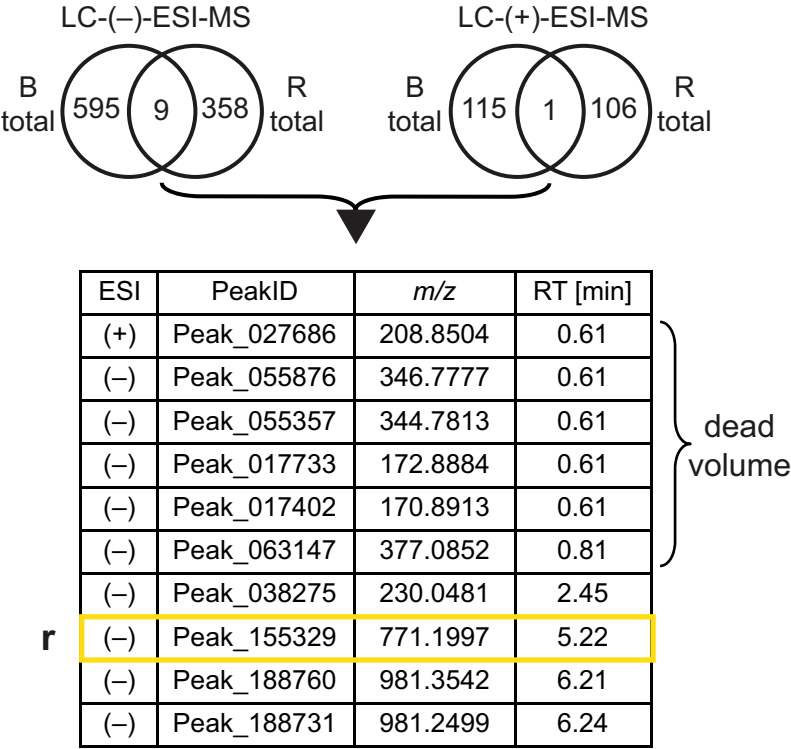 LC-(–)-ESI-MS LC-(+)-ESI-MS
B total 595 9 358 R total
B total 115 1 106 R total
ESI PeakID m/z RT [min]
(+) Peak_027686 208.8504 0.61
(–) Peak_055876 346.7777 0.61
(–) Peak_055357 344.7813 0.61
(–) Peak_017733 172.8884 0.61
(–) Peak_017402 170.8913 0.61
(–) Peak_063147 377.0852 0.81
dead
volume
(–) Peak_038275 230.0481 2.45
r (–) Peak_155329 771.1997 5.22
(–) Peak_188760 981.3542 6.21
(–) Peak_188731 981.2499 6.24